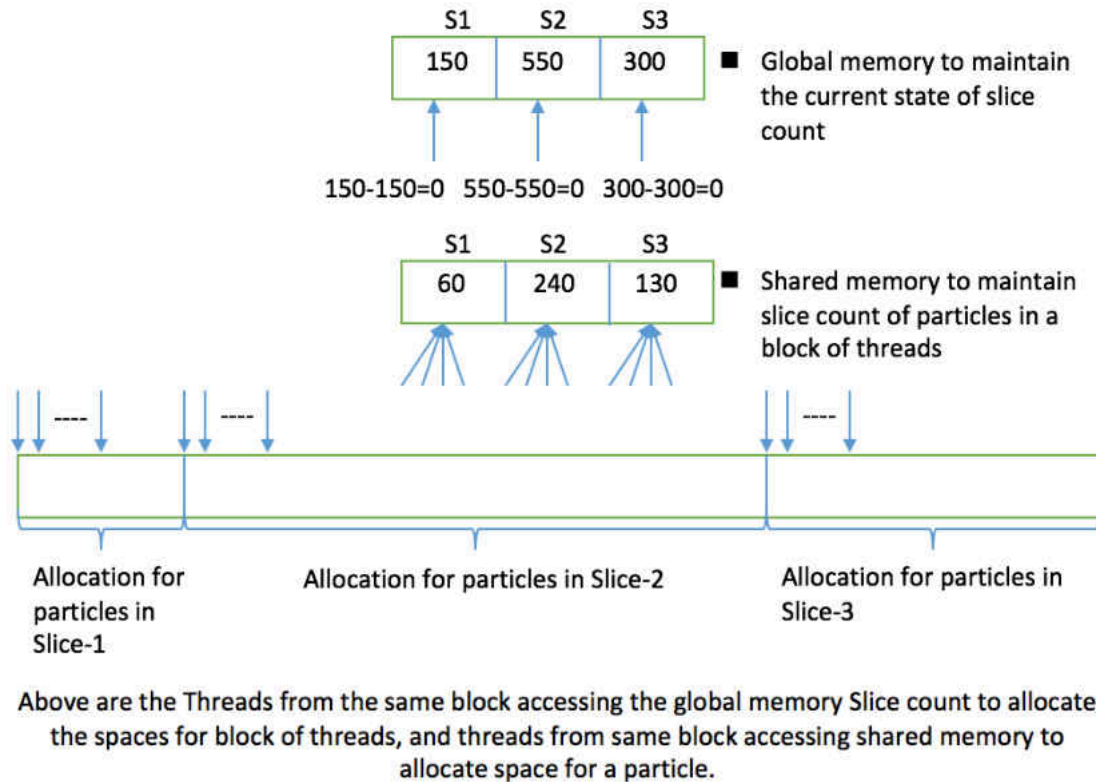 S1 S2 S3
150 550 300
■ Global memory to maintain
the current state of slice
count
150-150=0 550-550=0 300-300=0
S1 S2 S3
60 240 130
■ Shared memory to maintain
slice count of particles in a
block of threads
---- ---- ----
Allocation for
particles in
Slice-1
Allocation for particles in Slice-2
Allocation for particles in
Slice-3
Above are the Threads from the same block accessing the global memory Slice count to allocate
the spaces for block of threads, and threads from same block accessing shared memory to
allocate space for a particle.